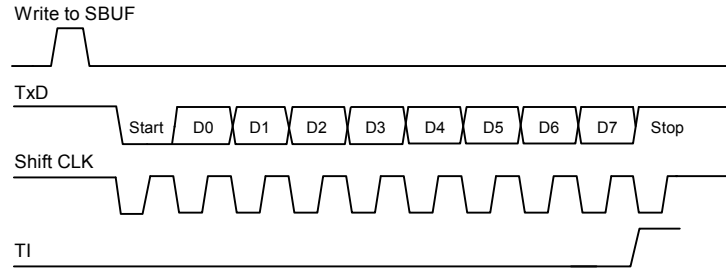 Write to SBUF
TxD
Start D0 D1 D2 D3 D4 D5 D6 D7 Stop
Shift CLK
TI